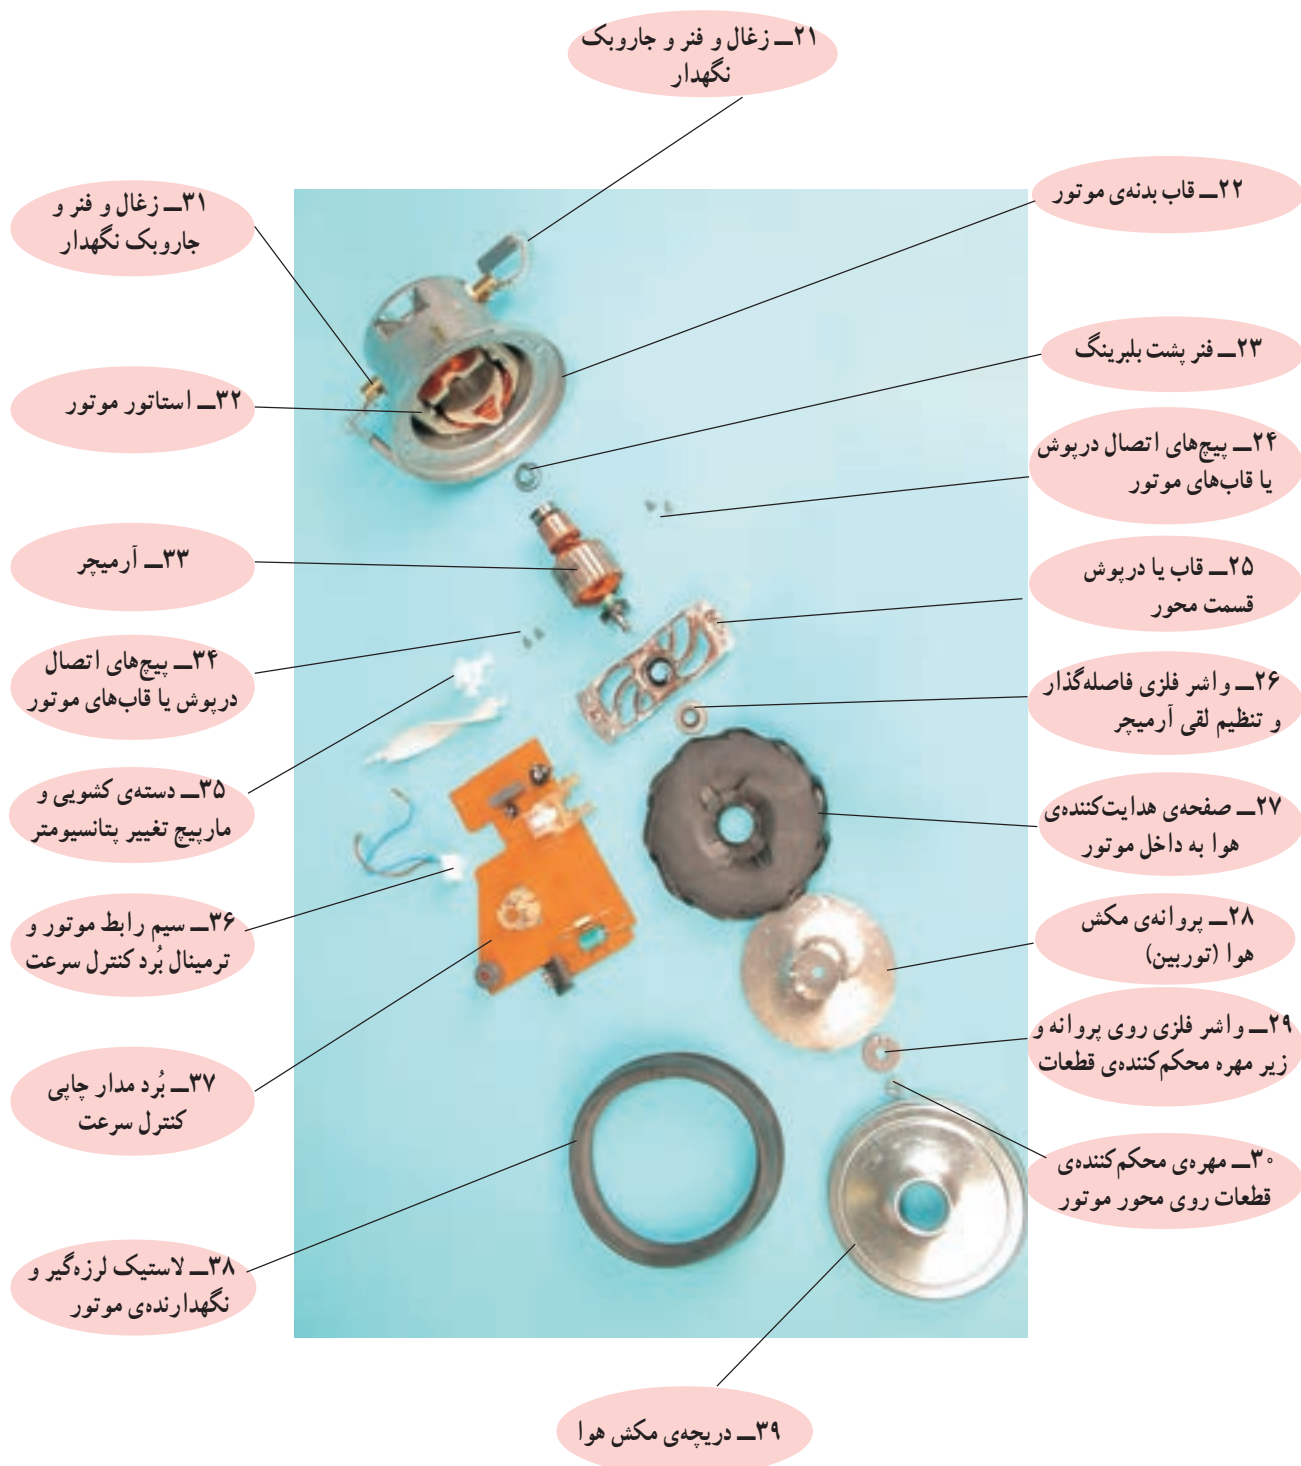 ۲۱ــ زغال و فنر و جاروبک
نگهدار
۲۲ــ قاب بدنه‌ی موتور
۲۳ــ فنر پشت بلبرینگ
۲۴ــ پیچ‌های اتصال درپوش
یا قاب‌های موتور
۲۵ــ قاب یا درپوش
قسمت محور
۲۶ــ واشر فلزی فاصله‌گذار
و تنظیم لقی آرمیچر
۲۷ــ صفحه‌ی هدایت‌کننده‌ی
هوا به داخل موتور
۲۸ــ پروانه‌ی مکش
هوا (توربین)
۲۹ــ واشر فلزی روی پروانه و
زیر مهره محکم‌کننده‌ی قطعات
۳۰ــ مهره‌ی محکم‌کننده‌ی
قطعات روی محور موتور
۳۱ــ زغال و فنر و
جاروبک نگهدار
۳۲ــ استاتور موتور
۳۳ــ آرمیچر
۳۴ــ پیچ‌های اتصال
درپوش یا قاب‌های موتور
۳۵ــ دسته‌ی کشویی و
مارپیچ تغییر پتانسیومتر
۳۶ــ سیم رابط موتور و
ترمینال بُرد کنترل سرعت
۳۷ــ بُرد مدار چاپی
کنترل سرعت
۳۸ــ لاستیک لرزه‌گیر و
نگهدارنده‌ی موتور
۳۹ــ دریچه‌ی مکش هوا